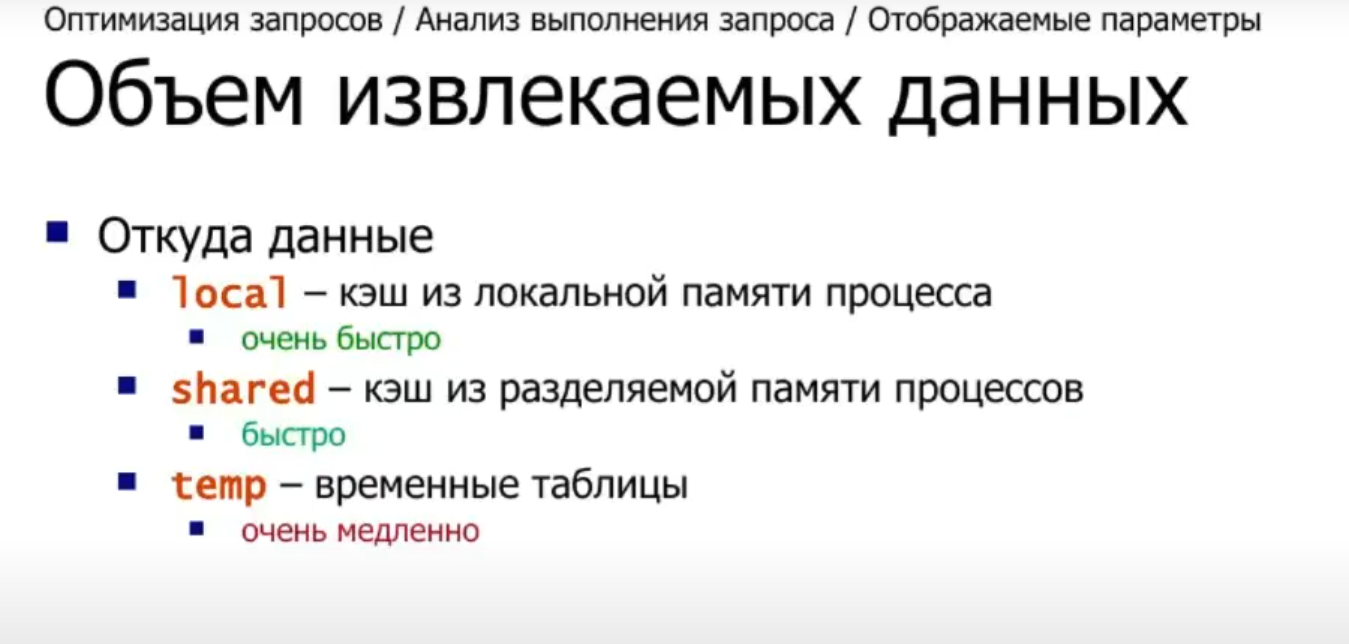 Оптимизация запросов / Анализ выполнения запроса / Отображаемые параметры
Объем извлекаемых данных
Откуда данные
local – кэш из локальной памяти процесса
очень быстро
shared – кэш из разделяемой памяти процессов
быстро
temp – временные таблицы
очень медленно